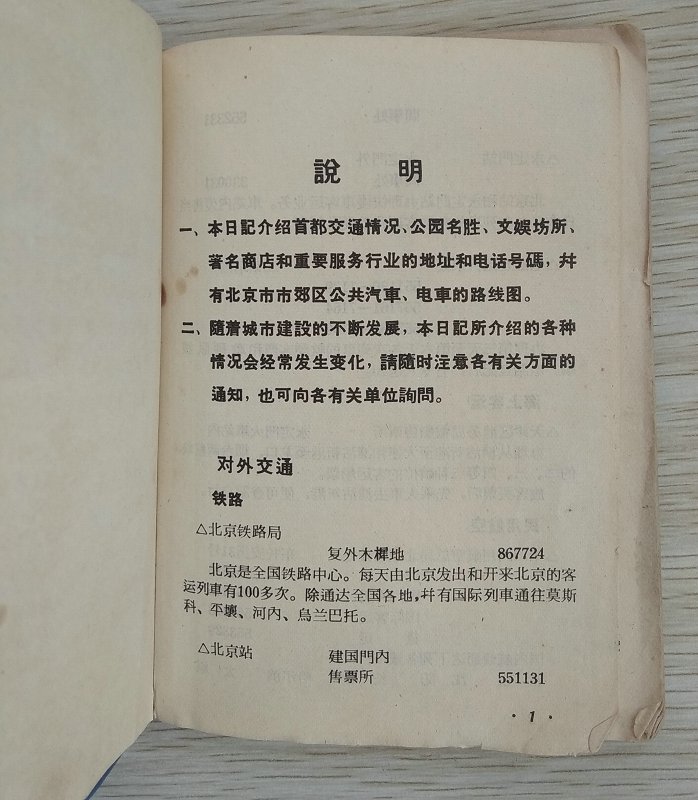 說 明
一、本日記介绍首都交通情况、公园名胜、文娱坊所、
著名商店和重要服务行业的地址和电话号碼，幷
有北京市市郊区公共汽車、电車的路线图。
二、隨着城市建設的不断发展，本日記所介绍的各种
情况会经常发生变化，請隨时注意各有关方面的
通知，也可向各有关单位詢問。
对外交通
铁路
△北京铁路局
复外木樨地 867724
北京是全国铁路中心。每天由北京发出和开来北京的客
运列車有100多次。除通达全国各地，幷有国际列車通往莫斯
科、平壤、河內、烏兰巴托。
△北京站 建国門內
售票所 551131
· 1 ·